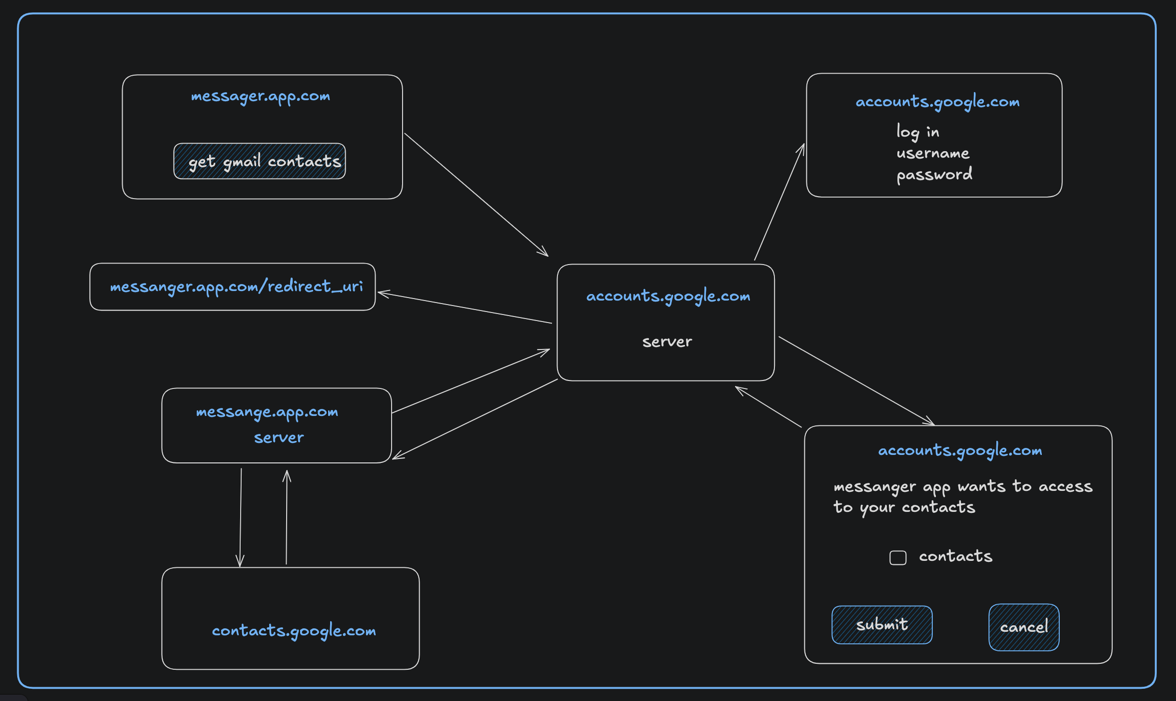 messager.app.com
get gmail contacts
accounts.google.com
log in
username
password
messanger.app.com/redirect_uri
accounts.google.com
server
messange.app.com
server
accounts.google.com
messanger app wants to access
to your contacts
contacts
submit
cancel
contacts.google.com